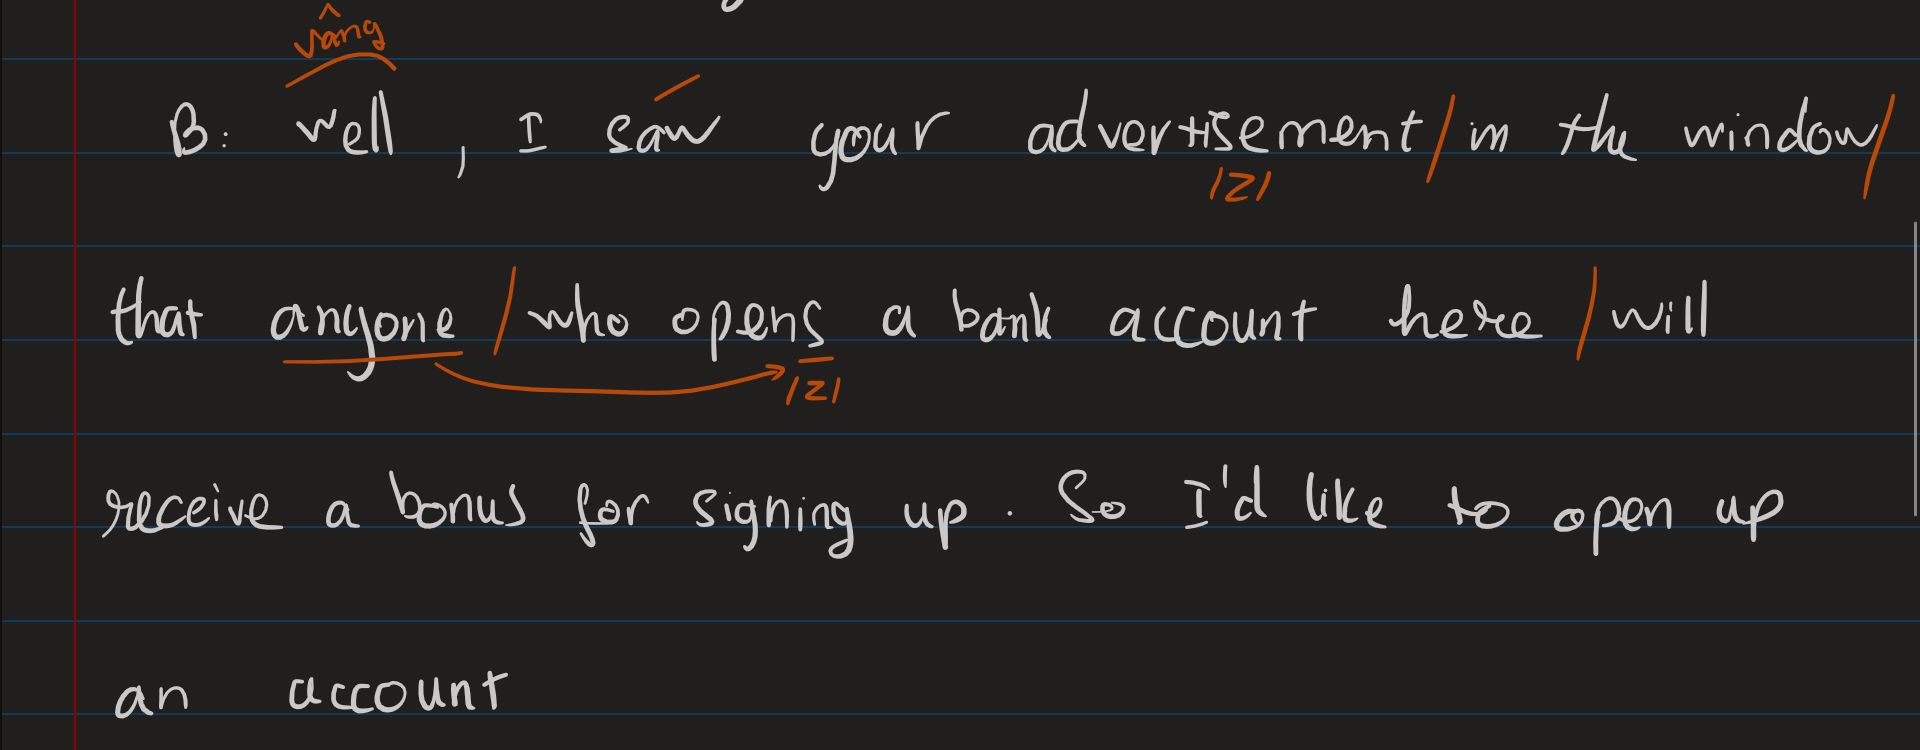 vâng
B: well, I saw your advertisement / in the window /
/z/
that anyone / who opens a bank account here / will
/z/
receive a bonus for signing up. So I'd like to open up
an account